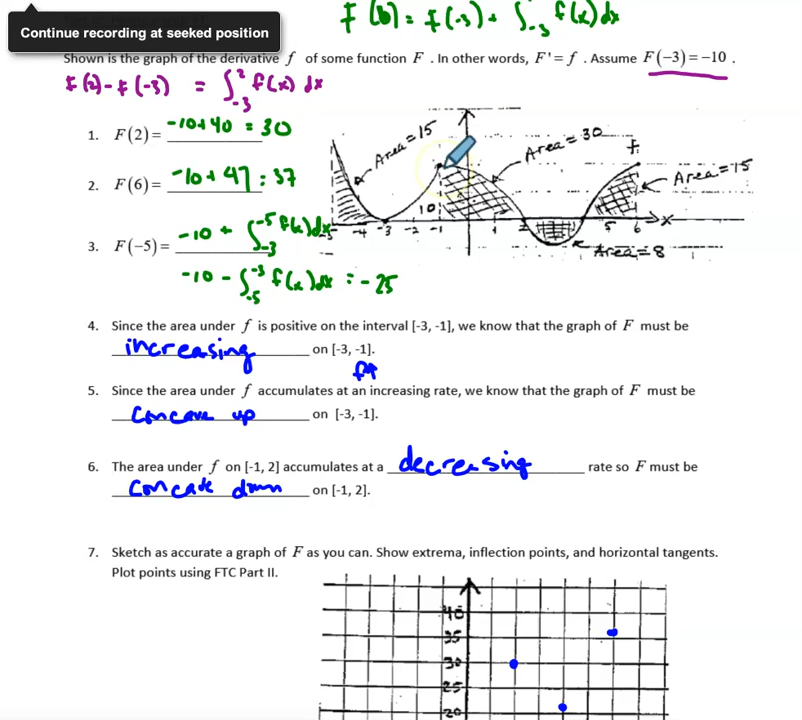 F(b) = F(-3) + ∫₋₃ f(x)dx
Continue recording at seeked position
Shown is the graph of the derivative f of some function F . In other words, F' = f . Assume F(−3) = −10 .
F(2) - F(-3) = ∫₋₃² f(x) dx
1. F(2) = -10+40 = 30
2. F(6) = -10+47 : 37
3. F(−5) = -10 + ∫₋₃⁻⁵ f(x)dx
-10 - ∫₋₅⁻³ f(x)dx = -25
Area=15
Area=30
f
Area=15
10
-4 -3 -2 -1 1 2 5 6 x
Area=8
4. Since the area under f is positive on the interval [-3, -1], we know that the graph of F must be
increasing on [-3, -1].
f↑
5. Since the area under f accumulates at an increasing rate, we know that the graph of F must be
Concave up on [-3, -1].
6. The area under f on [-1, 2] accumulates at a decreasing rate so F must be
Concave down on [-1, 2].
7. Sketch as accurate a graph of F as you can. Show extrema, inflection points, and horizontal tangents.
Plot points using FTC Part II.
40
35
30
25
20